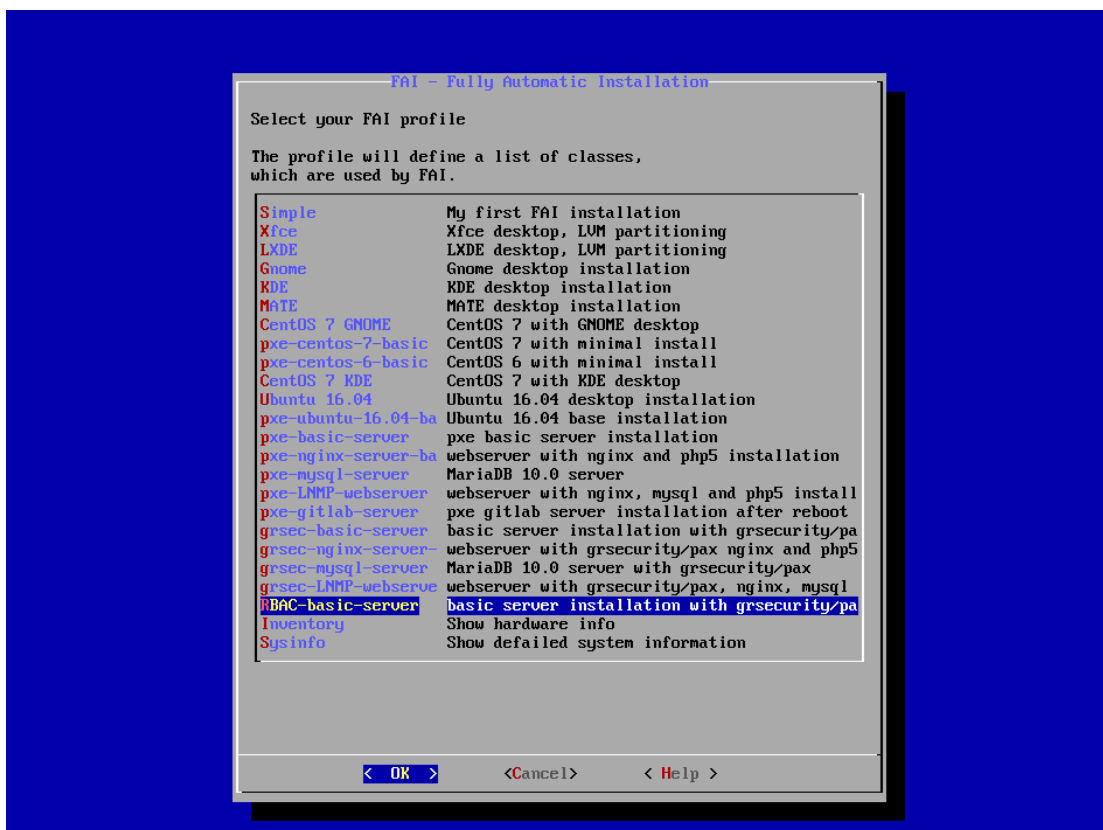 FAI - Fully Automatic Installation
Select your FAI profile
The profile will define a list of classes,
which are used by FAI.
Simple My first FAI installation
Xfce Xfce desktop, LVM partitioning
LXDE LXDE desktop, LVM partitioning
Gnome Gnome desktop installation
KDE KDE desktop installation
MATE MATE desktop installation
CentOS 7 GNOME CentOS 7 with GNOME desktop
pxe-centos-7-basic CentOS 7 with minimal install
pxe-centos-6-basic CentOS 6 with minimal install
CentOS 7 KDE CentOS 7 with KDE desktop
Ubuntu 16.04 Ubuntu 16.04 desktop installation
pxe-ubuntu-16.04-ba Ubuntu 16.04 base installation
pxe-basic-server pxe basic server installation
pxe-nginx-server-ba webserver with nginx and php5 installation
pxe-mysql-server MariaDB 10.0 server
pxe-LNMP-webserver webserver with nginx, mysql and php5 install
pxe-gitlab-server pxe gitlab server installation after reboot
grsec-basic-server basic server installation with grsecurity/pa
grsec-nginx-server- webserver with grsecurity/pax nginx and php5
grsec-mysql-server MariaDB 10.0 server with grsecurity/pax
grsec-LNMP-webserve webserver with grsecurity/pax, nginx, mysql
RBAC-basic-server basic server installation with grsecurity/pa
Inventory Show hardware info
Sysinfo Show defailed system information
< OK > <Cancel> < Help >